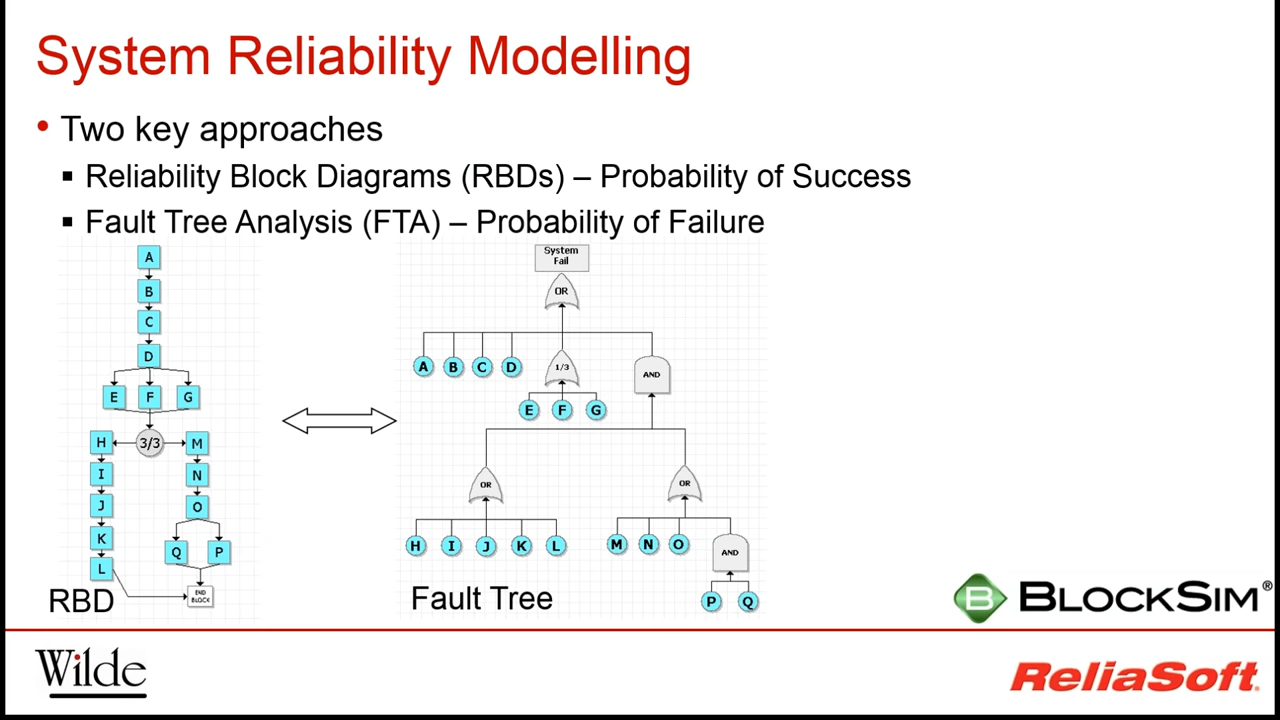 System Reliability Modelling
• Two key approaches
▪ Reliability Block Diagrams (RBDs) – Probability of Success
▪ Fault Tree Analysis (FTA) – Probability of Failure
A
B
C
D
E F G
H 3/3 M
I N
J O
K Q P
L
END
BLOCK
RBD
System
Fail
OR
A B C D 1/3 AND
E F G
OR OR
H I J K L M N O AND
P Q
Fault Tree
B BLOCKSIM®
Wilde
ReliaSoft